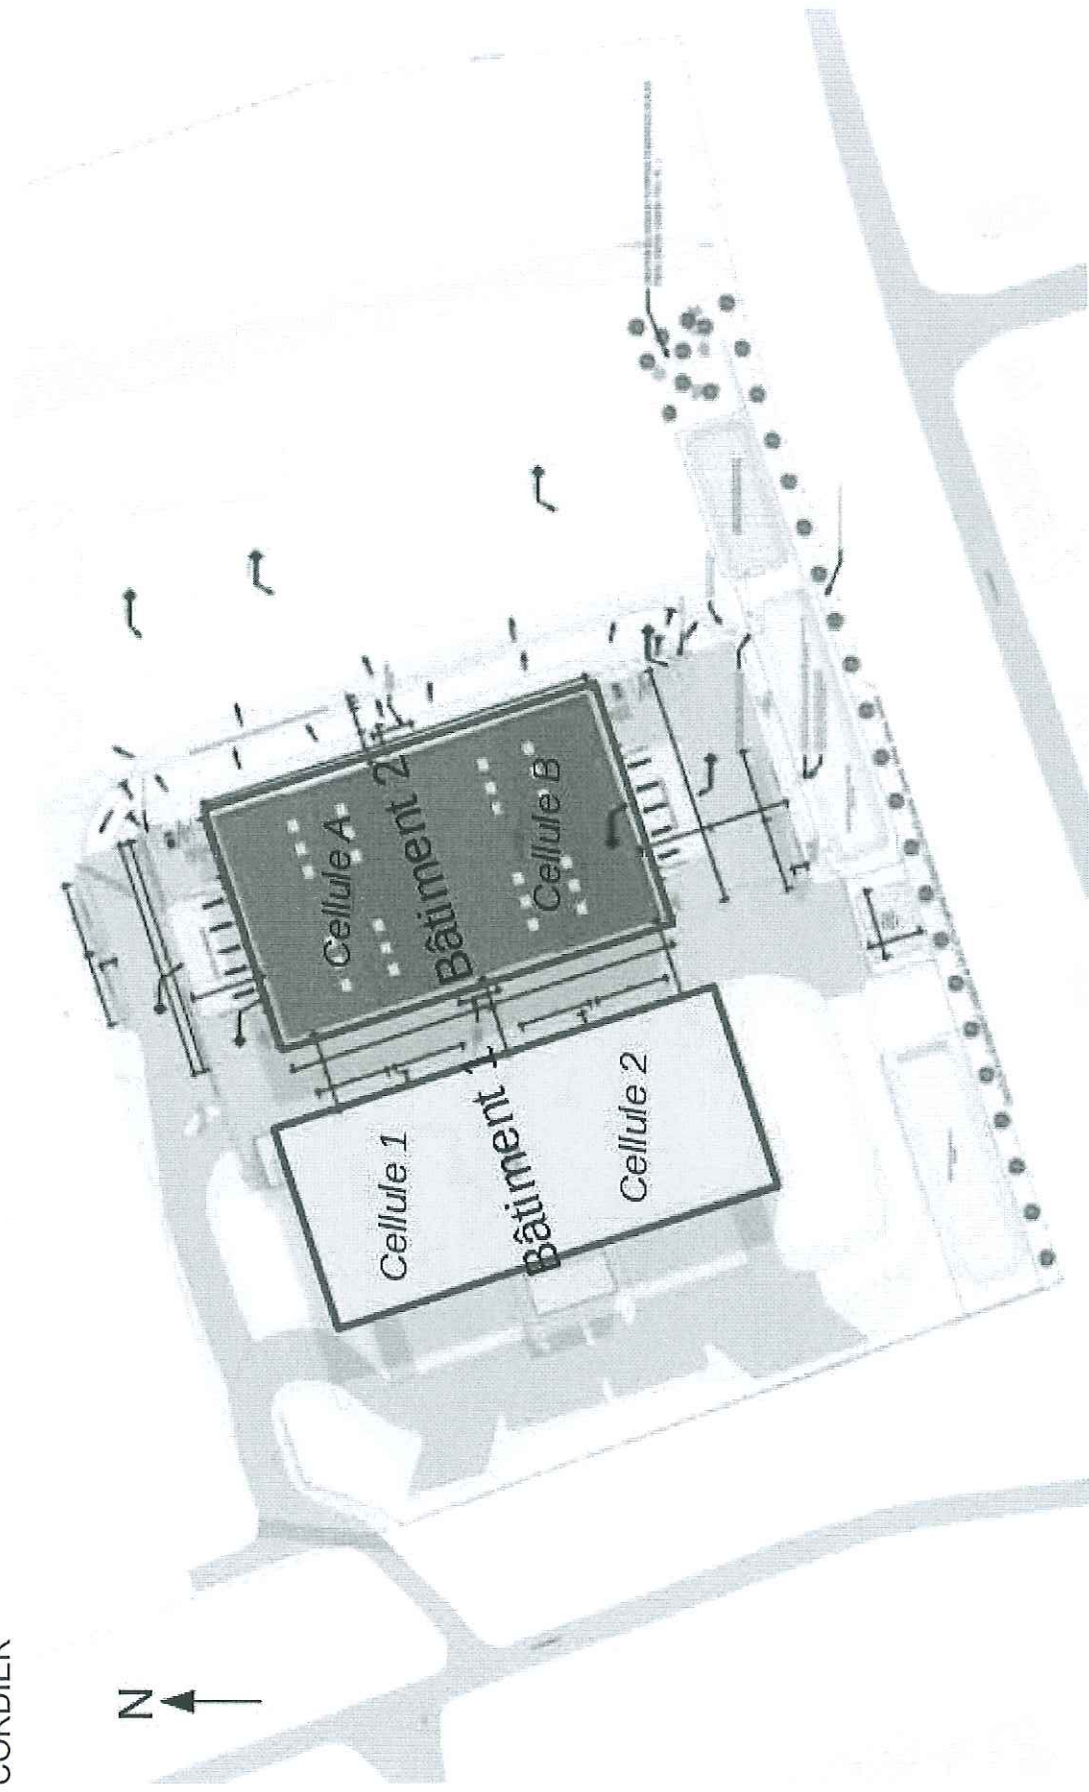 CORDIER
N
Cellule A
Bâtiment 2
Cellule B
Cellule 1
Bâtiment 1
Cellule 2